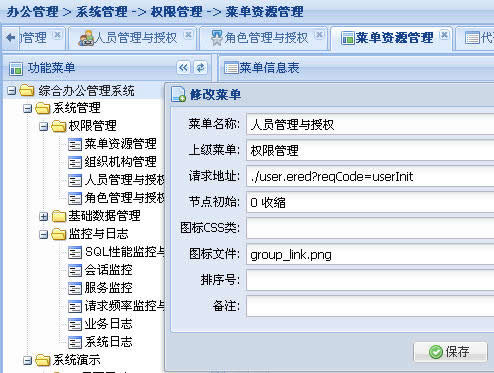 办公管理 -> 系统管理 -> 权限管理 -> 菜单资源管理
管理
人员管理与授权
角色管理与授权
菜单资源管理
功能菜单
菜单信息表
综合办公管理系统
系统管理
权限管理
菜单资源管理
组织机构管理
人员管理与授
角色管理与授
基础数据管理
监控与日志
SQL性能监控与
会话监控
服务监控
请求频率监控与
业务日志
系统日志
系统演示
修改菜单
菜单名称: 人员管理与授权
上级菜单: 权限管理
请求地址: ./user.ered?reqCode=userInit
节点初始: 0 收缩
图标CSS类:
图标文件: group_link.png
排序号:
备注:
保存